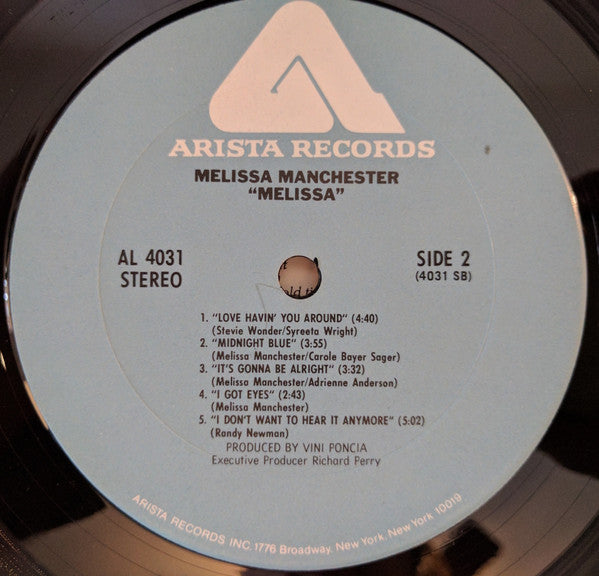 ARISTA RECORDS
MELISSA MANCHESTER
"MELISSA"
AL 4031
STEREO
SIDE 2
(4031 SB)
1. "LOVE HAVIN' YOU AROUND" (4:40)
(Stevie Wonder/Syreeta Wright)
2. "MIDNIGHT BLUE" (3:55)
(Melissa Manchester/Carole Bayer Sager)
3. "IT'S GONNA BE ALRIGHT" (3:32)
(Melissa Manchester/Adrienne Anderson)
4. "I GOT EYES" (2:43)
(Melissa Manchester)
5. "I DON'T WANT TO HEAR IT ANYMORE" (5:02)
(Randy Newman)
PRODUCED BY VINI PONCIA
Executive Producer Richard Perry
ARISTA RECORDS INC. 1776 Broadway, New York, New York 10019